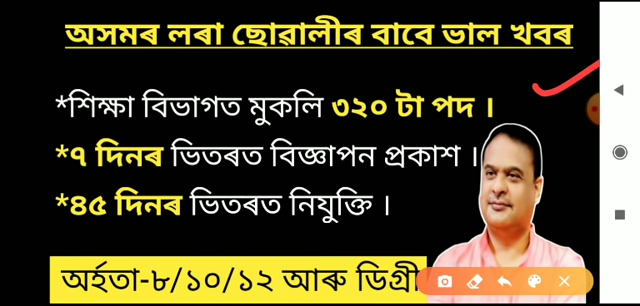 অসমৰ লৰা ছোৱালীৰ বাবে ভাল খবৰ
*শিক্ষা বিভাগত মুকলি ৩২০ টা পদ ।
*৭ দিনৰ ভিতৰত বিজ্ঞাপন প্ৰকাশ ।
*৪৫ দিনৰ ভিতৰত নিযুক্তি ।
অৰ্হতা-৮/১০/১২ আৰু ডিগ্ৰী